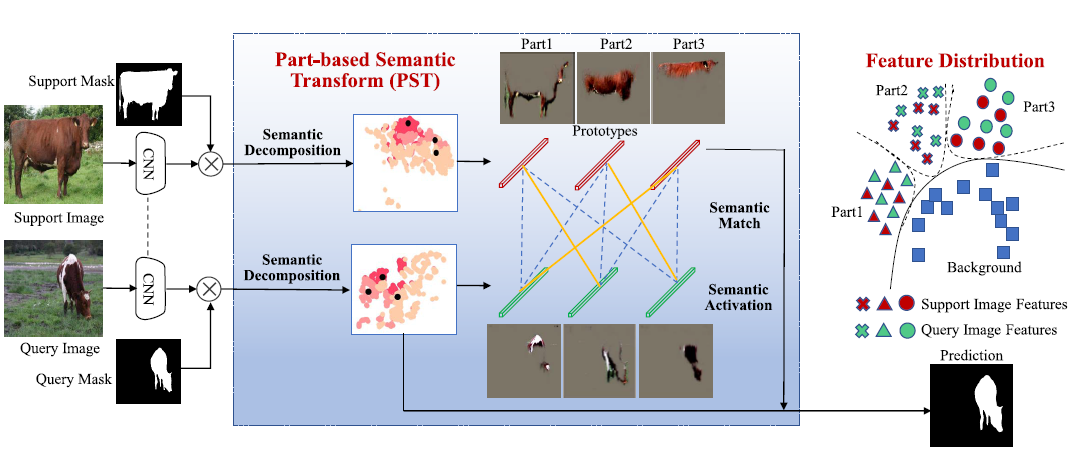 Support Mask
CNN
Support Image
CNN
Query Image
Query Mask
Part-based Semantic
Transform (PST)
Semantic
Decomposition
Semantic
Decomposition
Part1
Part2
Part3
Prototypes
Semantic
Match
Semantic
Activation
Feature Distribution
Part2
Part3
Part1
Background
Support Image Features
Query Image Features
Prediction